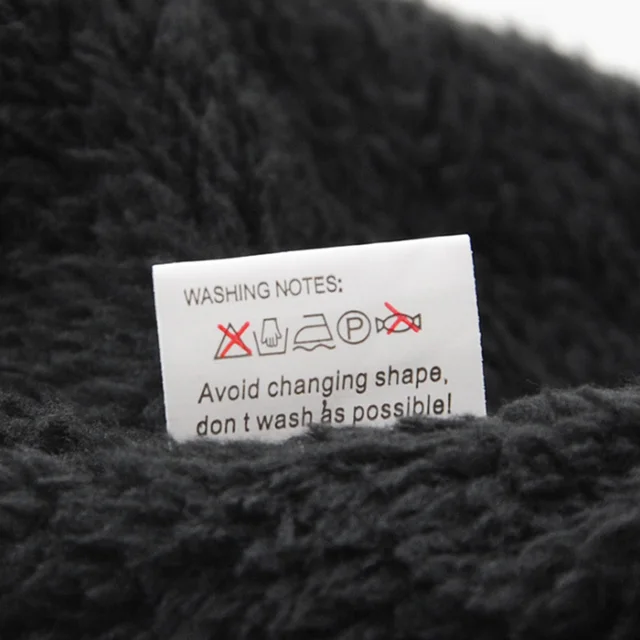 WASHING NOTES:
P
Avoid changing shape,
don t wash as possible!